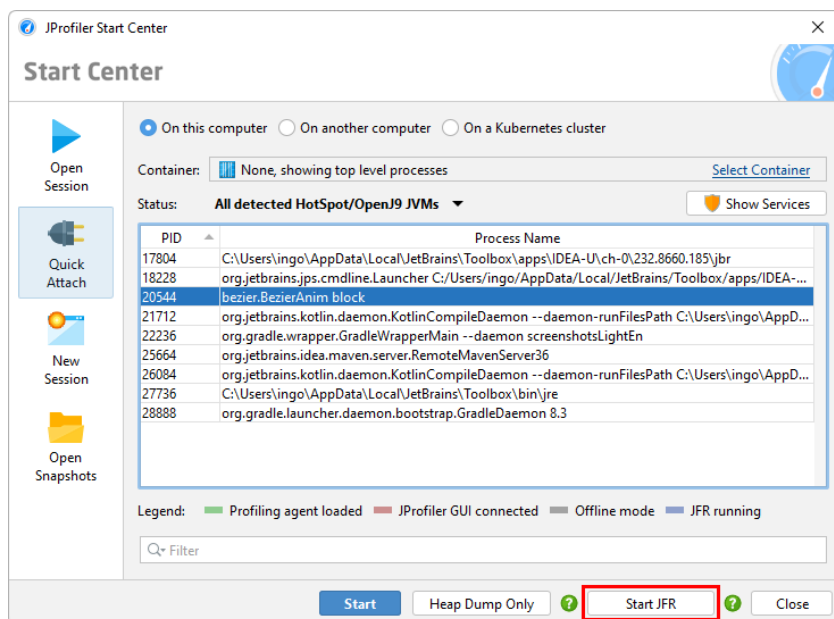 JProfiler Start Center
Start Center
Open Session
Quick Attach
New Session
Open Snapshots
On this computer On another computer On a Kubernetes cluster
Container: None, showing top level processes Select Container
Status: All detected HotSpot/OpenJ9 JVMs Show Services
PID Process Name
17804 C:\Users\ingo\AppData\Local\JetBrains\Toolbox\apps\IDEA-U\ch-0\232.8660.185\jbr
18228 org.jetbrains.jps.cmdline.Launcher C:/Users/ingo/AppData/Local/JetBrains/Toolbox/apps/IDEA-...
20544 bezier.BezierAnim block
21712 org.jetbrains.kotlin.daemon.KotlinCompileDaemon --daemon-runFilesPath C:\Users\ingo\AppD...
22236 org.gradle.wrapper.GradleWrapperMain --daemon screenshotsLightEn
25664 org.jetbrains.idea.maven.server.RemoteMavenServer36
26084 org.jetbrains.kotlin.daemon.KotlinCompileDaemon --daemon-runFilesPath C:\Users\ingo\AppD...
27736 C:\Users\ingo\AppData\Local\JetBrains\Toolbox\bin\jre
28888 org.gradle.launcher.daemon.bootstrap.GradleDaemon 8.3
Legend: Profiling agent loaded JProfiler GUI connected Offline mode JFR running
Filter
Start Heap Dump Only ? Start JFR ? Close